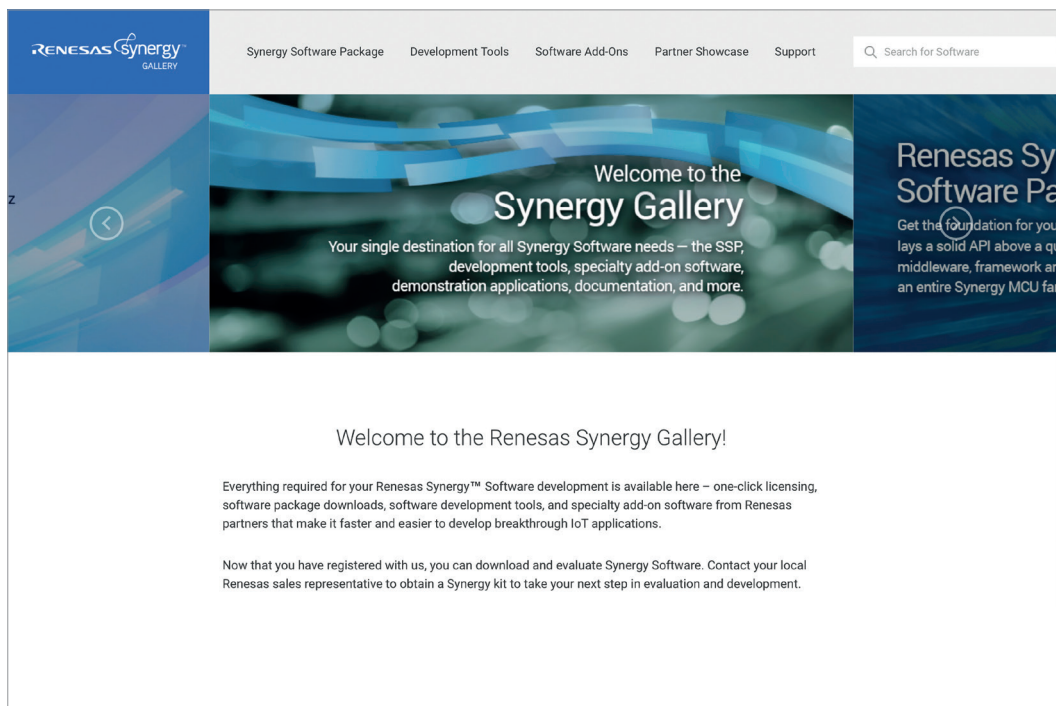 RENESAS Synergy™
GALLERY
Synergy Software Package
Development Tools
Software Add-Ons
Partner Showcase
Support
Search for Software
z
Welcome to the
Synergy Gallery
Your single destination for all Synergy Software needs — the SSP,
development tools, specialty add-on software,
demonstration applications, documentation, and more.
Renesas Sy
Software Pa
Get the foundation for you
lays a solid API above a qu
middleware, framework an
an entire Synergy MCU fam
Welcome to the Renesas Synergy Gallery!
Everything required for your Renesas Synergy™ Software development is available here – one-click licensing,
software package downloads, software development tools, and specialty add-on software from Renesas
partners that make it faster and easier to develop breakthrough IoT applications.
Now that you have registered with us, you can download and evaluate Synergy Software. Contact your local
Renesas sales representative to obtain a Synergy kit to take your next step in evaluation and development.